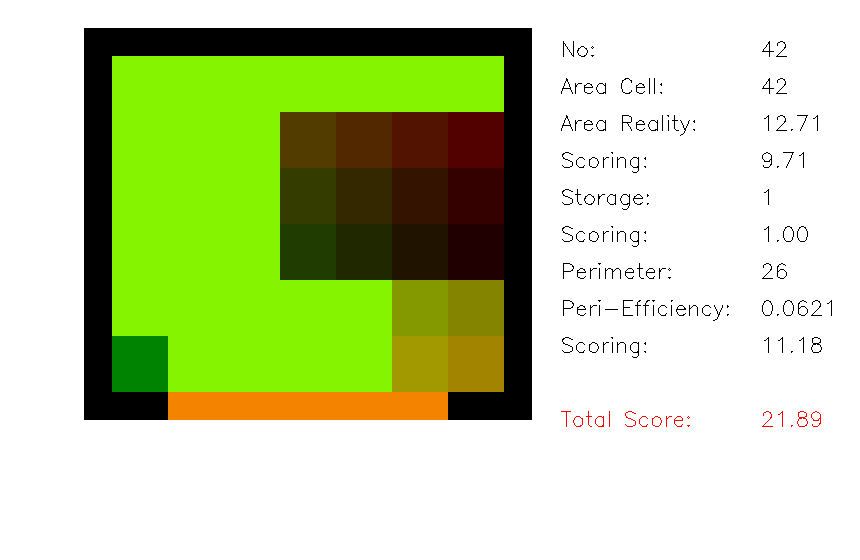 No: 42
Area Cell: 42
Area Reality: 12.71
Scoring: 9.71
Storage: 1
Scoring: 1.00
Perimeter: 26
Peri-Efficiency: 0.0621
Scoring: 11.18
Total Score: 21.89